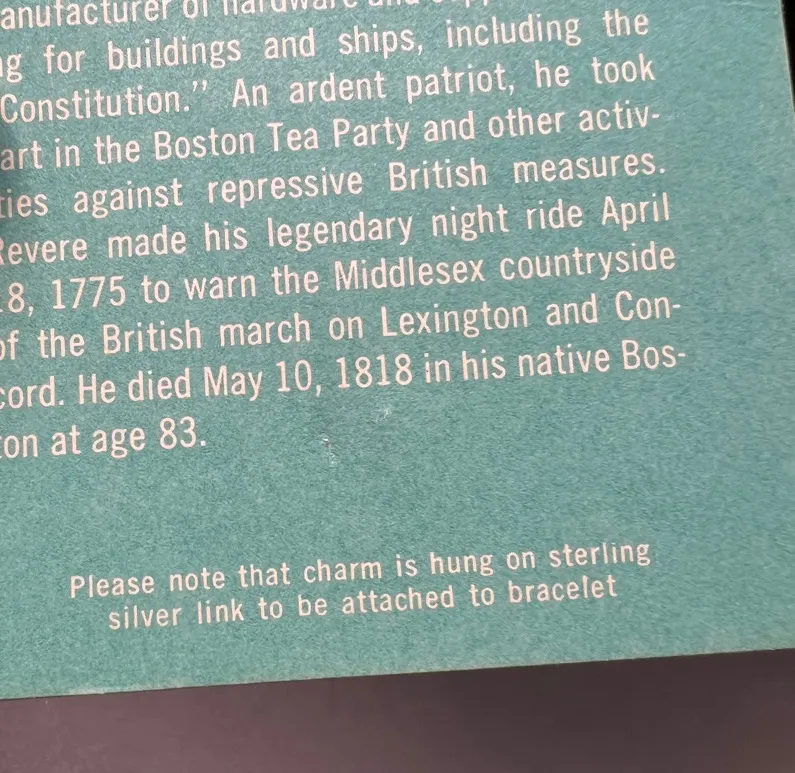 anufacturer of hardware and
g for buildings and ships, including the
Constitution.” An ardent patriot, he took
art in the Boston Tea Party and other activ-
ties against repressive British measures.
Revere made his legendary night ride April
8, 1775 to warn the Middlesex countryside
of the British march on Lexington and Con-
cord. He died May 10, 1818 in his native Bos-
ton at age 83.
Please note that charm is hung on sterling
silver link to be attached to bracelet